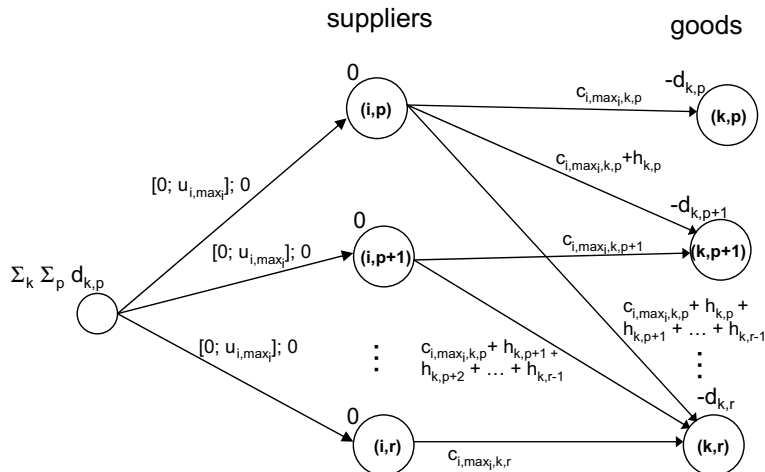 suppliers
goods
0
-d_{k,p}
(i,p)
c_{i,max_i,k,p}
(k,p)
c_{i,max_i,k,p}+h_{k,p}
[0; u_{i,max_i}]; 0
0
-d_{k,p+1}
[0; u_{i,max_i}]; 0
(i,p+1)
c_{i,max_i,k,p+1}
(k,p+1)
Σ_k Σ_p d_{k,p}
[0; u_{i,max_i}]; 0
c_{i,max_i,k,p}+ h_{k,p} +
h_{k,p+1} + … + h_{k,r-1}
⋮
c_{i,max_i,k,p}+ h_{k,p+1} +
h_{k,p+2} + … + h_{k,r-1}
⋮
0
-d_{k,r}
(i,r)
c_{i,max_i,k,r}
(k,r)